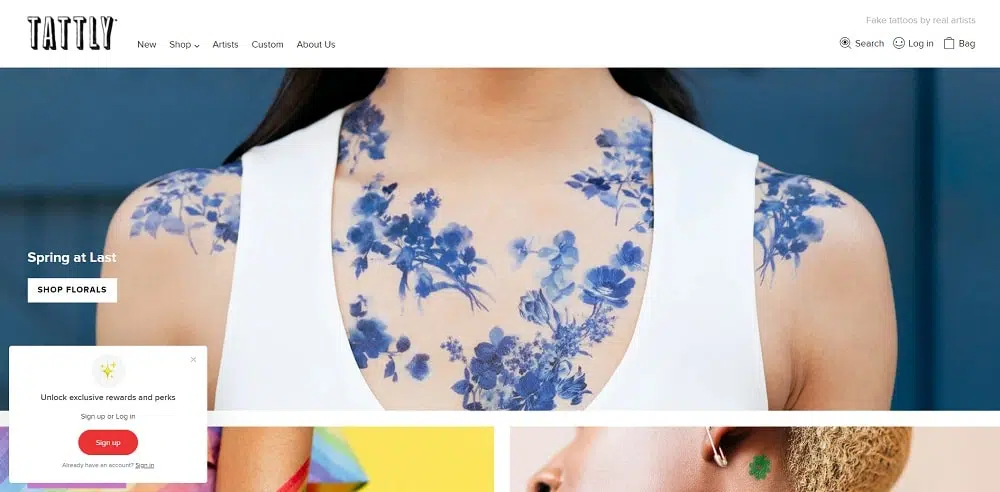 TATTLY
Fake tattoos by real artists
New Shop Artists Custom About Us
Search Log in Bag
Spring at Last
SHOP FLORALS
Unlock exclusive rewards and perks
Sign up or Log in
Sign up
Already have an account? Sign in